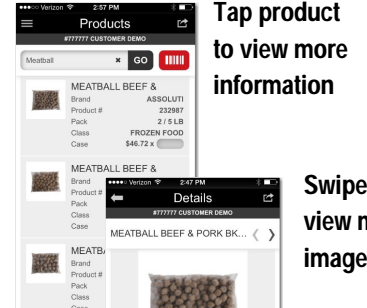 Verizon 2:57 PM
Products
#777777 CUSTOMER DEMO
Meatball × GO
MEATBALL BEEF &
Brand ASSOLUTI
Product # 232987
Pack 2 / 5 LB
Class FROZEN FOOD
Case $46.72 x
MEATBALL BEEF &
Brand
Product #
Pack
Class
Case
MEATBA
Brand
Product #
Pack
Class
Case
Verizon 2:47 PM
Details
#777777 CUSTOMER DEMO
MEATBALL BEEF & PORK BK...
Tap product
to view more
information
Swipe
view
image